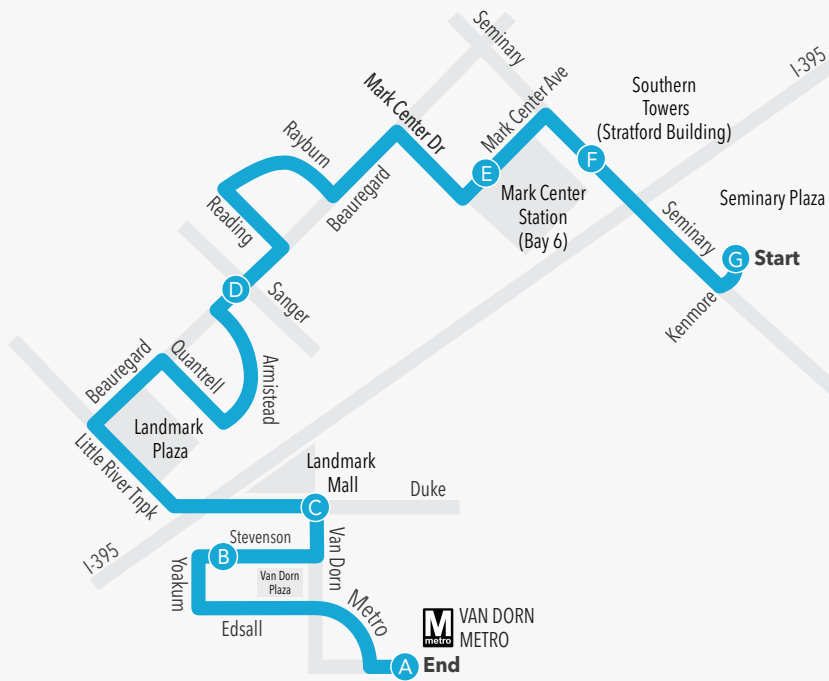 Seminary
I-395
Mark Center Ave
Southern
Towers
(Stratford Building)
Mark Center Dr
Rayburn
E
F
Mark Center
Station
(Bay 6)
Seminary Plaza
Reading
Beauregard
Seminary
G Start
D
Sanger
Kenmore
Beauregard
Quantrell
Armistead
Landmark
Plaza
Little River Tnpk
Landmark
Mall
Duke
C
I-395
Stevenson
Van Dorn
B
Yoakum
Van Dorn
Plaza
Metro
Edsall
M
metro
VAN DORN
METRO
A End